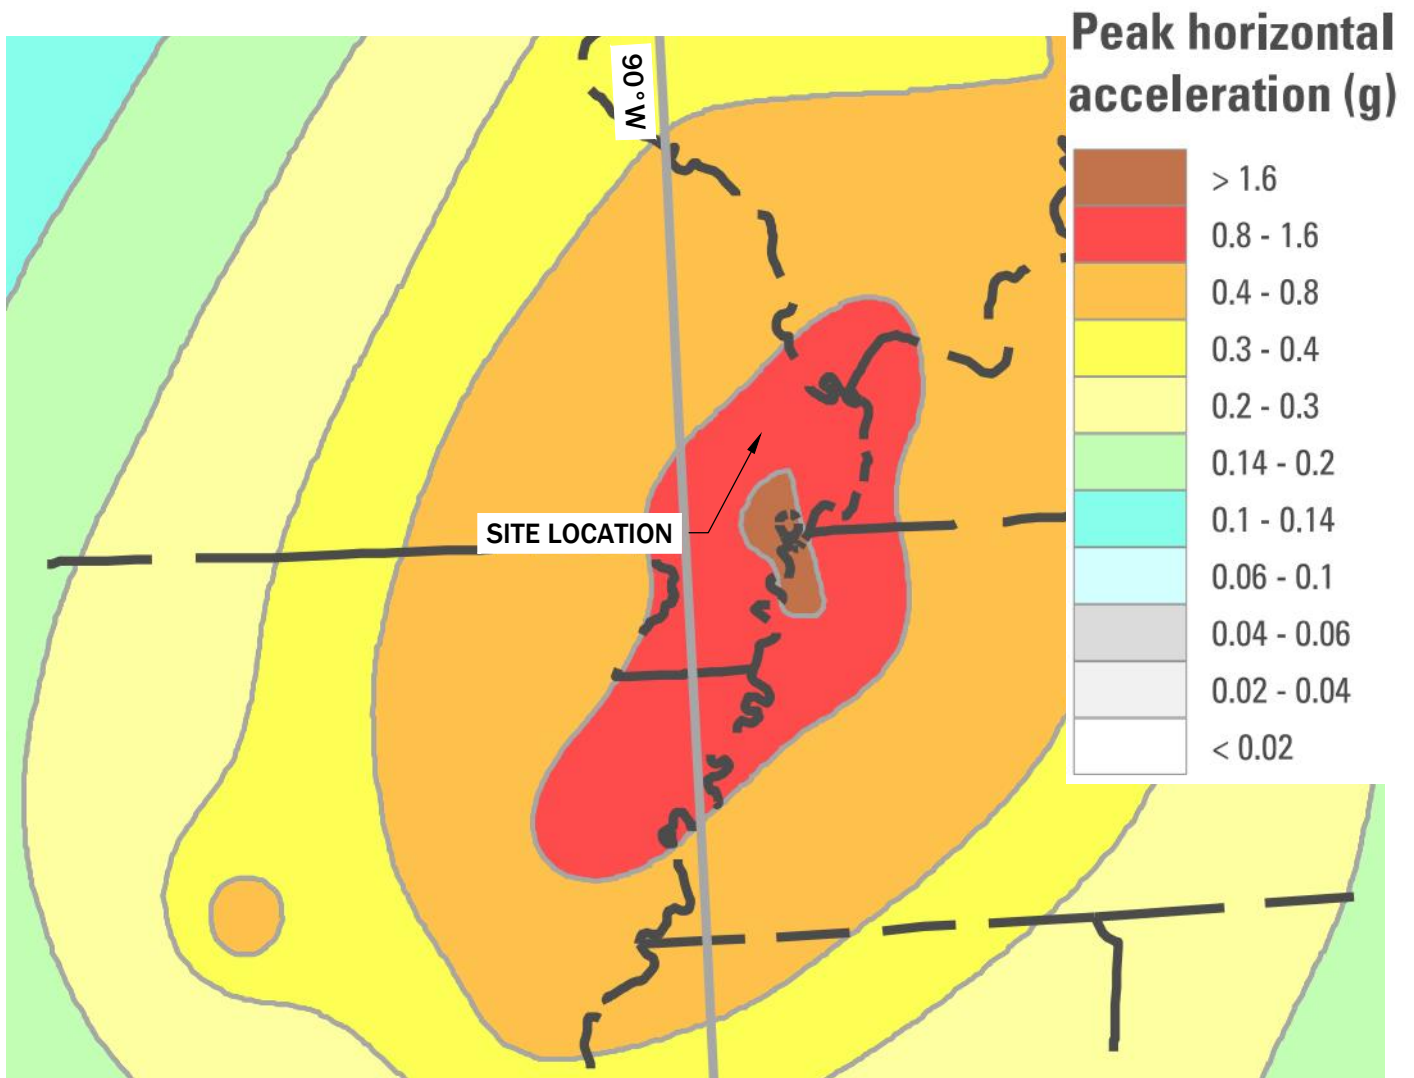 Peak horizontal
acceleration (g)
90°W
> 1.6
0.8 - 1.6
0.4 - 0.8
0.3 - 0.4
0.2 - 0.3
0.14 - 0.2
0.1 - 0.14
0.06 - 0.1
0.04 - 0.06
0.02 - 0.04
< 0.02
SITE LOCATION